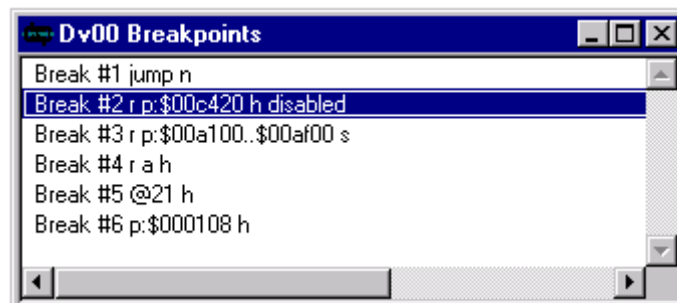 Dv00 Breakpoints
Break #1 jump n
Break #2 r p:$00c420 h disabled
Break #3 r p:$00a100..$00af00 s
Break #4 r a h
Break #5 @21 h
Break #6 p:$000108 h